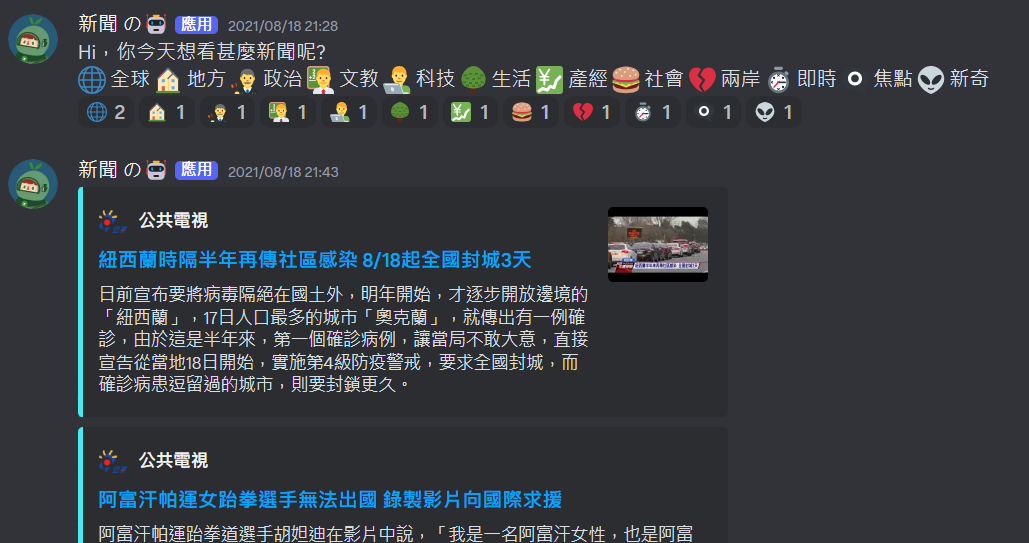 新聞 の 應用 2021/08/18 21:28
Hi，你今天想看甚麼新聞呢?
全球 地方 政治 文教 科技 生活 產經 社會 兩岸 即時 焦點 新奇
2 1 1 1 1 1 1 1 1 1 1 1
新聞 の 應用 2021/08/18 21:43
公共電視
紐西蘭時隔半年再傳社區感染 8/18起全國封城3天
日前宣布要將病毒隔絕在國土外，明年開始，才逐步開放邊境的
「紐西蘭」，17日人口最多的城市「奧克蘭」，就傳出有一例確
診，由於這是半年來，第一個確診病例，讓當局不敢大意，直接
宣告從當地18日開始，實施第4級防疫警戒，要求全國封城，而
確診病患逗留過的城市，則要封鎖更久。
公共電視
阿富汗帕運女跆拳選手無法出國 錄製影片向國際求援
阿富汗帕運跆拳道選手胡妲迪在影片中說，「我是一名阿富汗女性，也是阿富